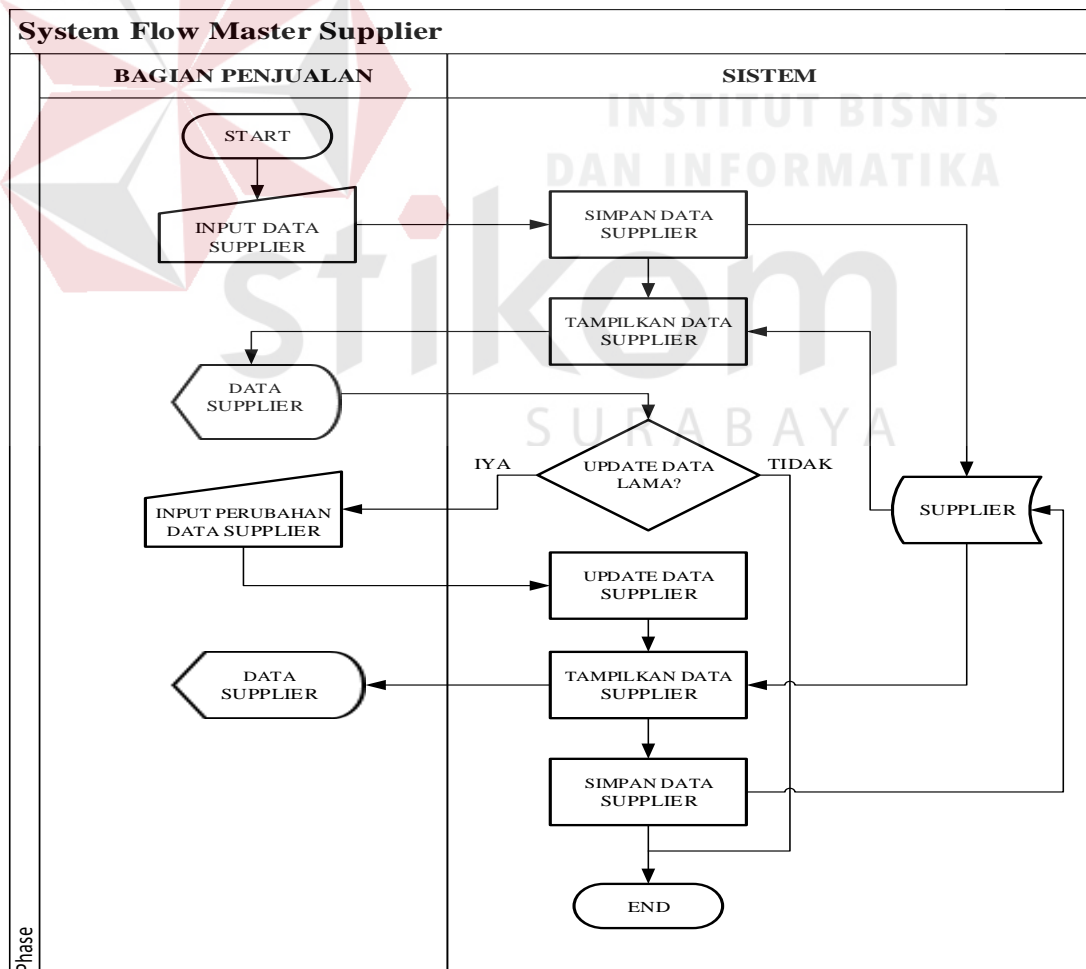 System Flow Master Supplier
BAGIAN PENJUALAN
SISTEM
INSTITUT BISNIS
DAN INFORMATIKA
stikom
SURABAYA
START
INPUT DATA
SUPPLIER
SIMPAN DATA
SUPPLIER
TAMPILKAN DATA
SUPPLIER
DATA
SUPPLIER
IYA
UPDATE DATA
LAMA?
TIDAK
SUPPLIER
INPUT PERUBAHAN
DATA SUPPLIER
UPDATE DATA
SUPPLIER
DATA
SUPPLIER
TAMPILKAN DATA
SUPPLIER
SIMPAN DATA
SUPPLIER
END
Phase